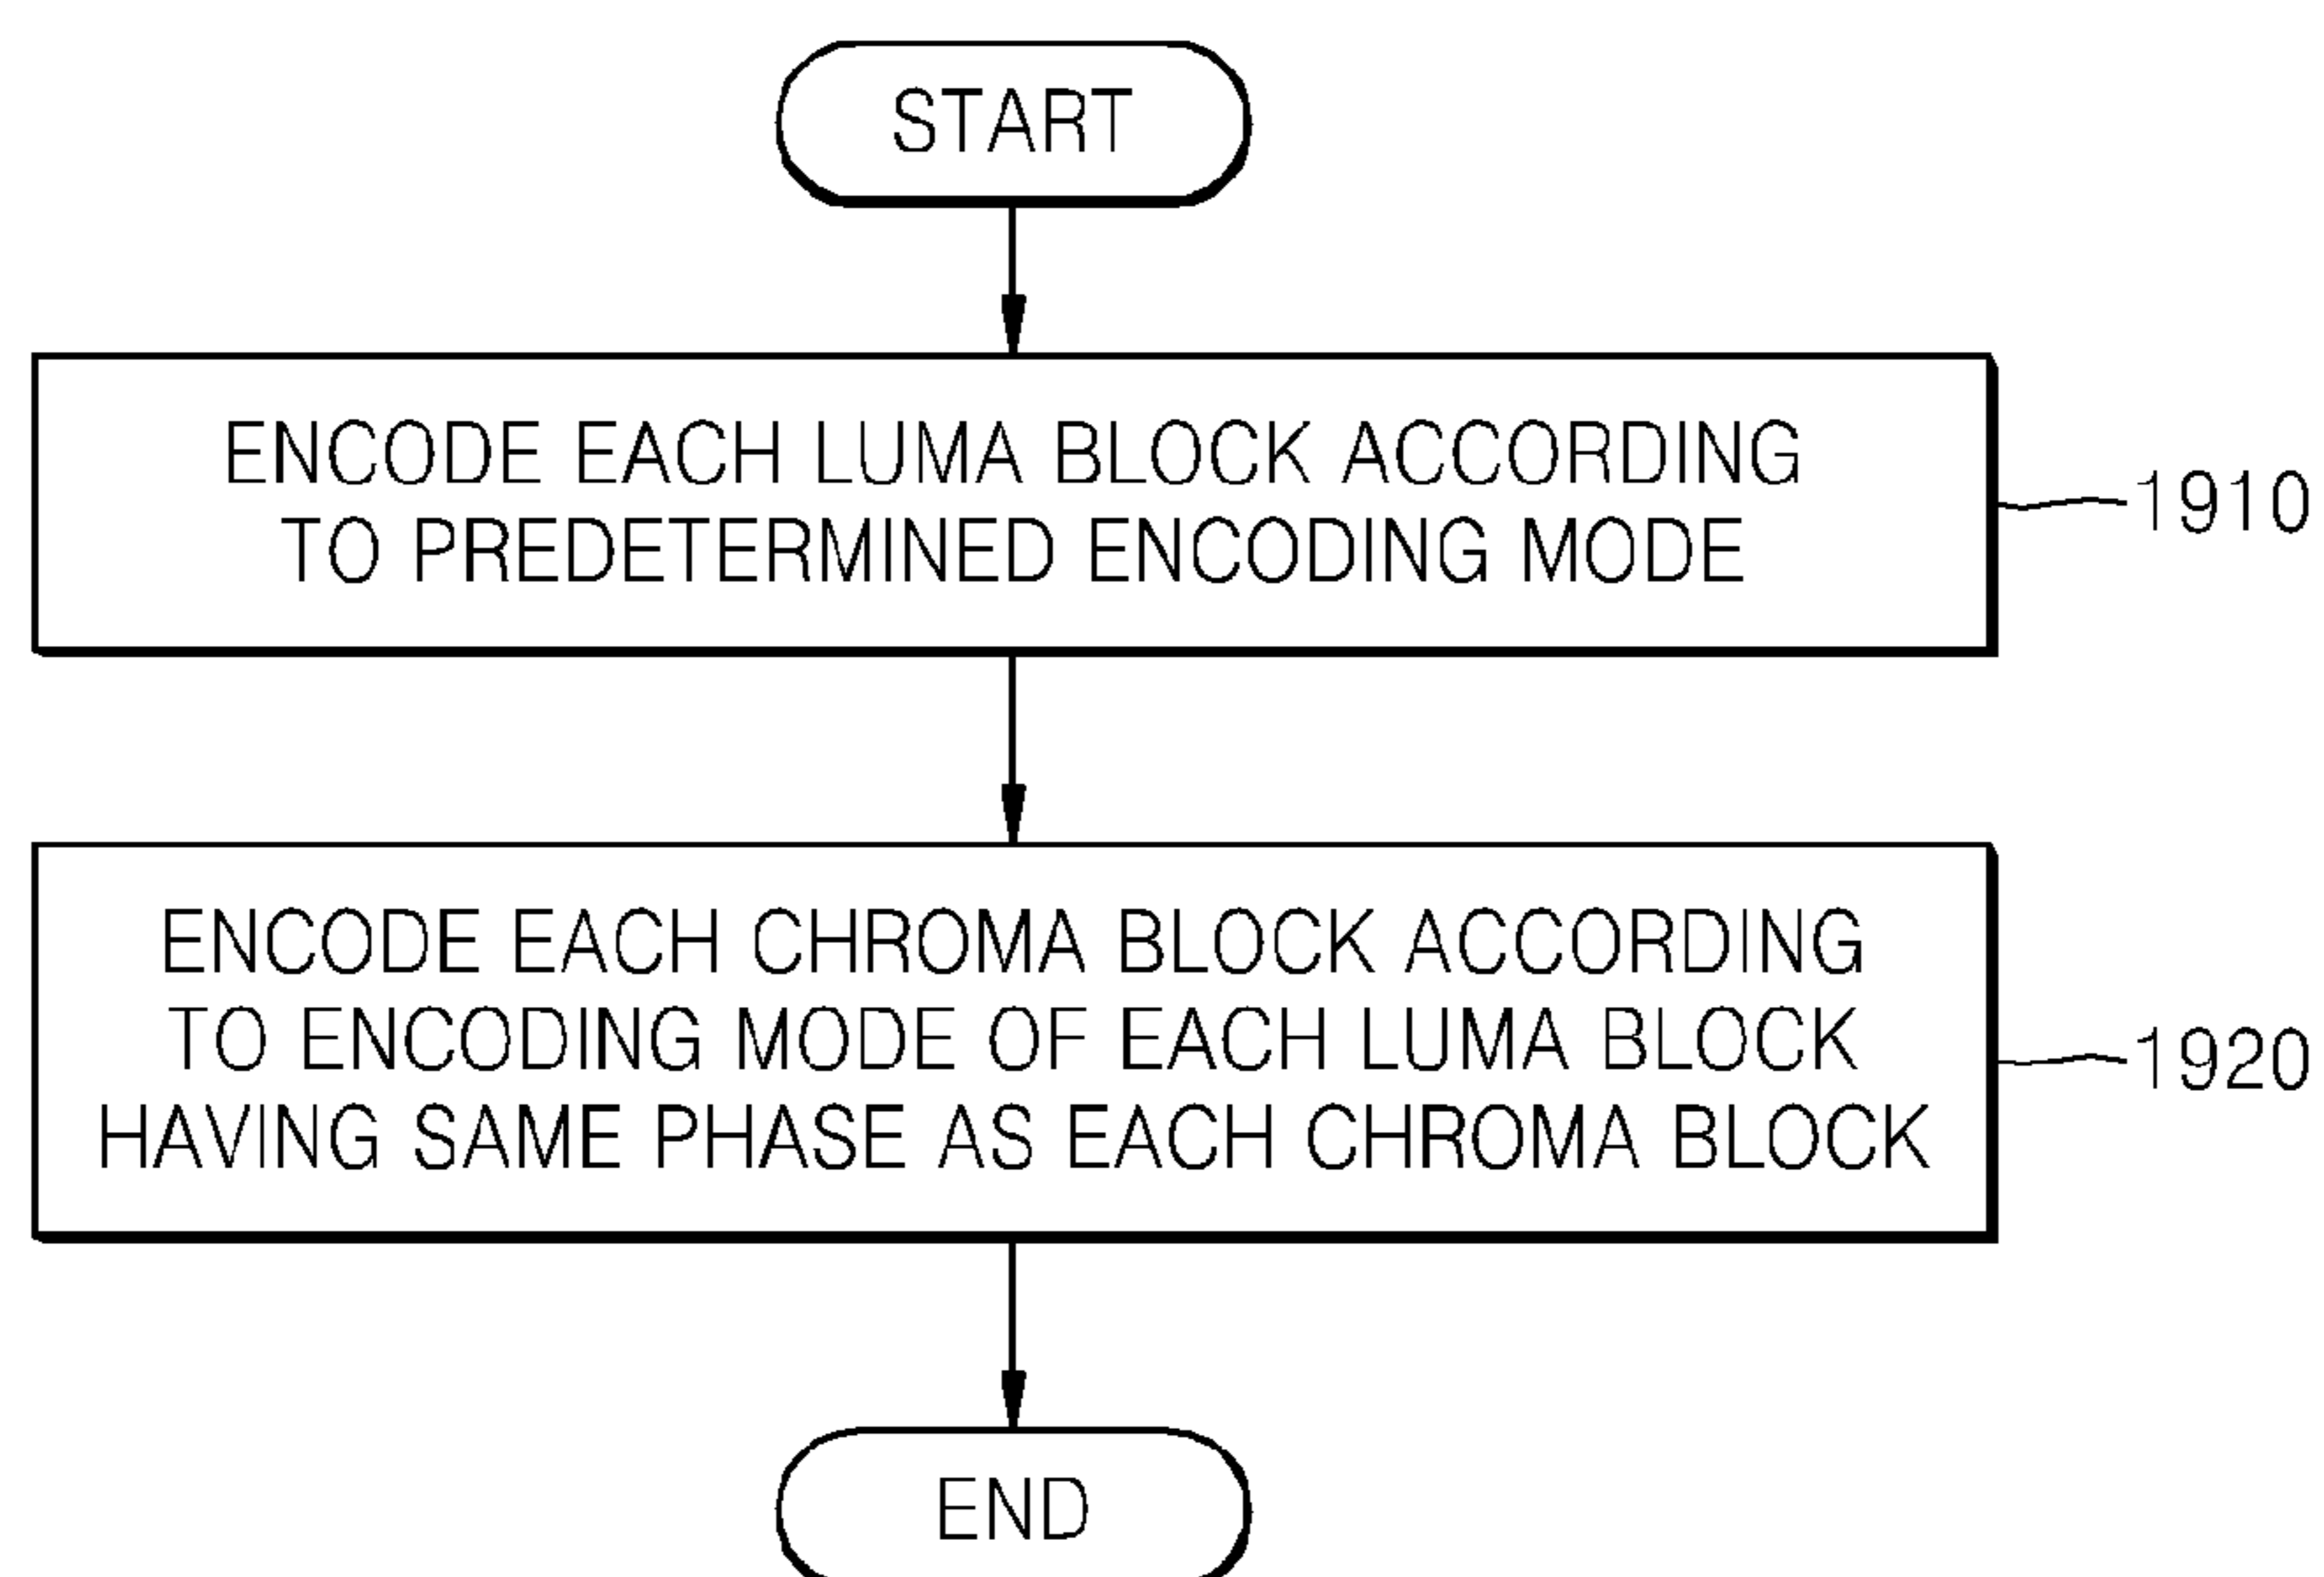 START
ENCODE EACH LUMA BLOCK ACCORDING
TO PREDETERMINED ENCODING MODE
1910
ENCODE EACH CHROMA BLOCK ACCORDING
TO ENCODING MODE OF EACH LUMA BLOCK
HAVING SAME PHASE AS EACH CHROMA BLOCK
1920
END